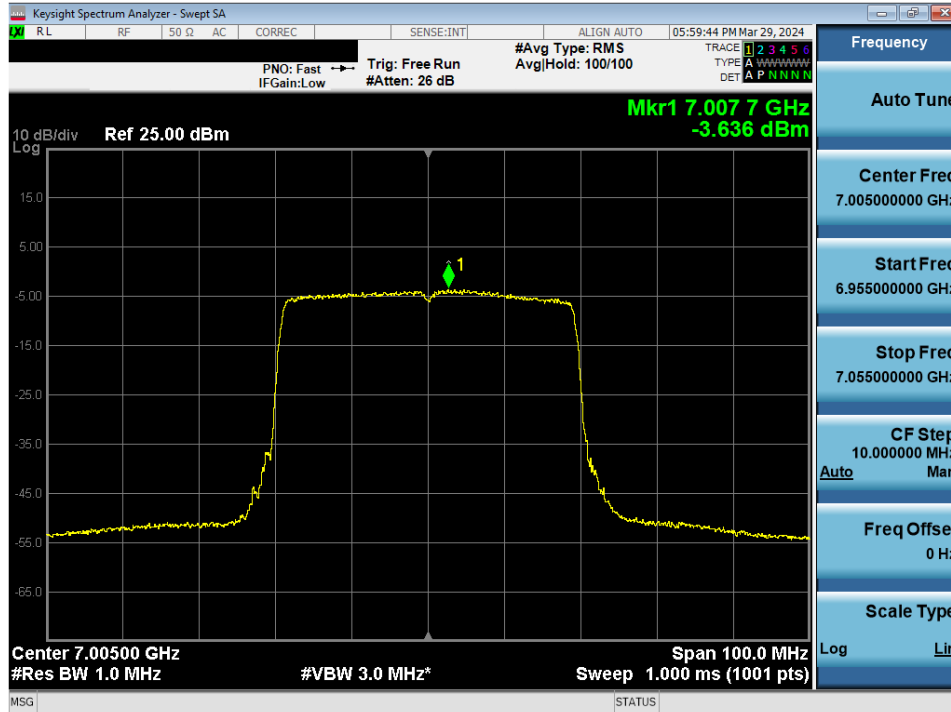 Keysight Spectrum Analyzer - Swept SA
LXI RL RF 50 Ω AC CORREC SENSE:INT ALIGN AUTO 05:59:44 PM Mar 29, 2024
PNO: Fast
IFGain:Low
Trig: Free Run
#Atten: 26 dB
#Avg Type: RMS
Avg|Hold: 100/100
TRACE 1 2 3 4 5 6
TYPE A WWWWW
DET A P N N N N
Mkr1 7.007 7 GHz
-3.636 dBm
10 dB/div
Log
Ref 25.00 dBm
15.0
5.00
-5.00
-15.0
-25.0
-35.0
-45.0
-55.0
-65.0
1
Center 7.00500 GHz
#Res BW 1.0 MHz
#VBW 3.0 MHz*
Span 100.0 MHz
Sweep 1.000 ms (1001 pts)
MSG
STATUS
Frequency
Auto Tune
Center Freq
7.005000000 GHz
Start Freq
6.955000000 GHz
Stop Freq
7.055000000 GHz
CF Step
10.000000 MHz
Auto Man
Freq Offset
0 Hz
Scale Type
Log Lin